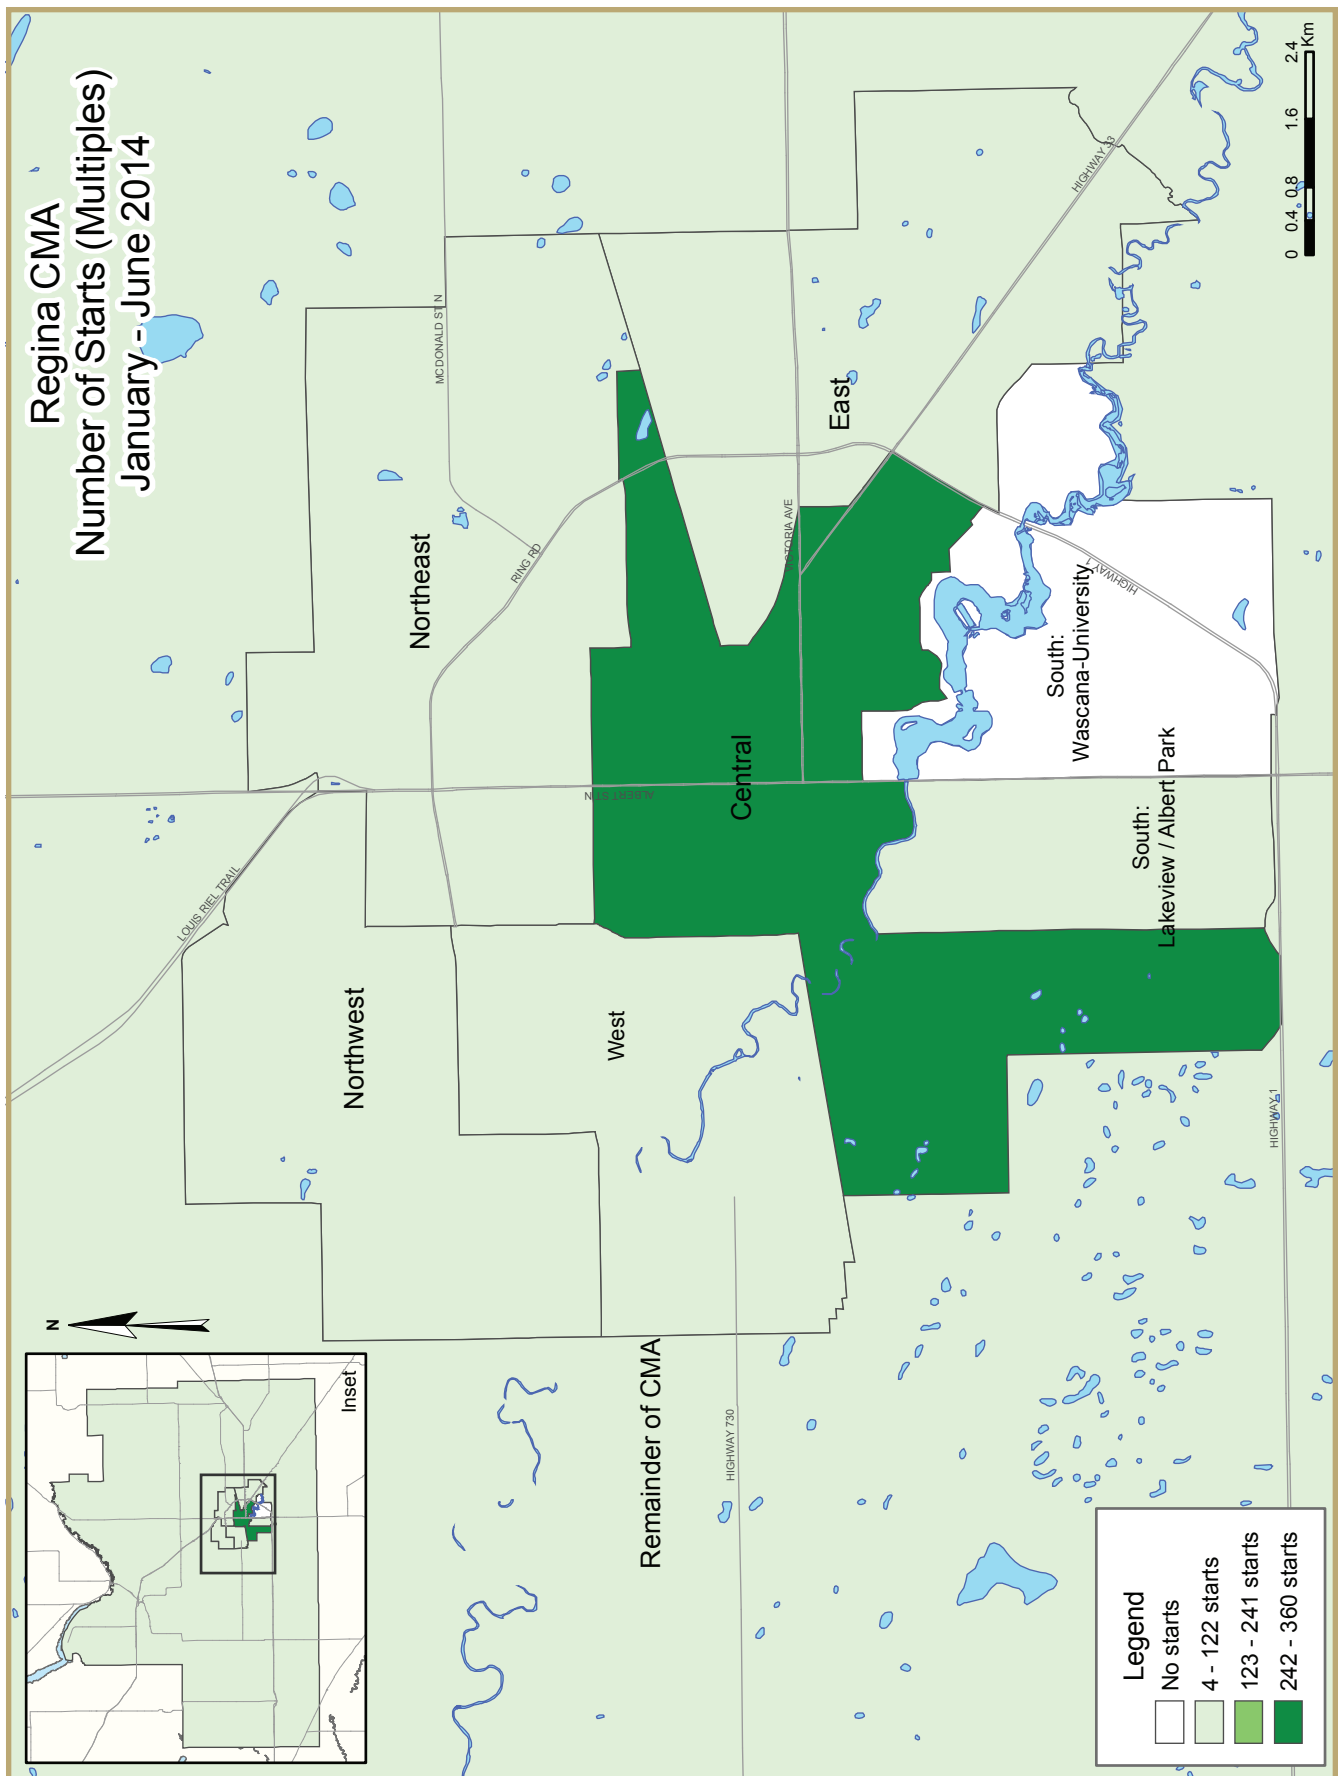 Regina CMA
Number of Starts (Multiples)
January - June 2014
N
Inset
LOUIS RIEL TRAIL
MCDONALD ST N
RING RD
Northeast
Northwest
West
ALBERT ST N
Central
VICTORIA AVE
East
HIGHWAY 33
Remainder of CMA
HIGHWAY 730
South:
Wascana-University
HIGHWAY 1
South:
Lakeview / Albert Park
HIGHWAY 1
Legend
No starts
4 - 122 starts
123 - 241 starts
242 - 360 starts
0 0.4 0.8 1.6 2.4
Km